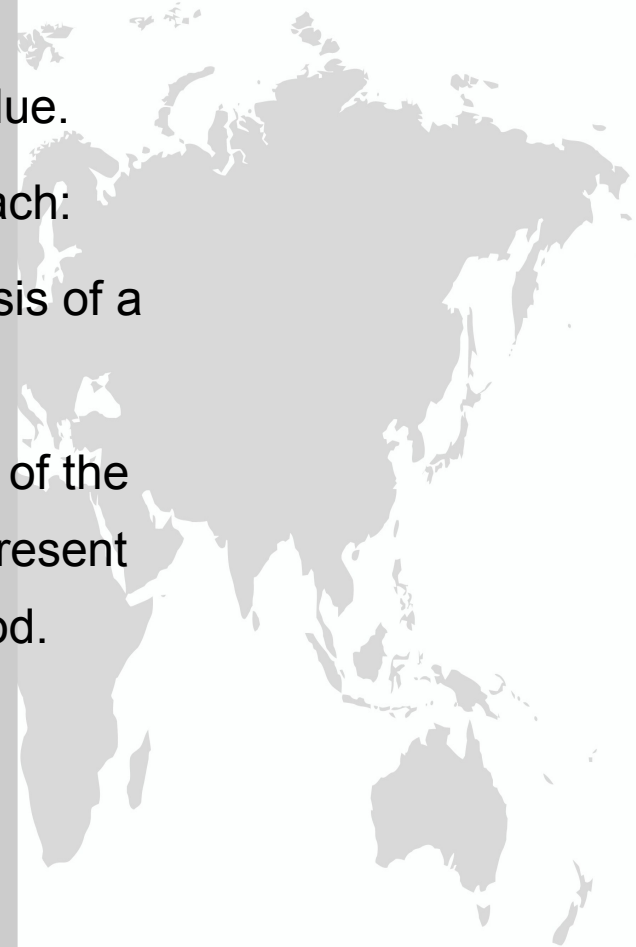 lue.
ach:
sis of a
of the
resent
od.